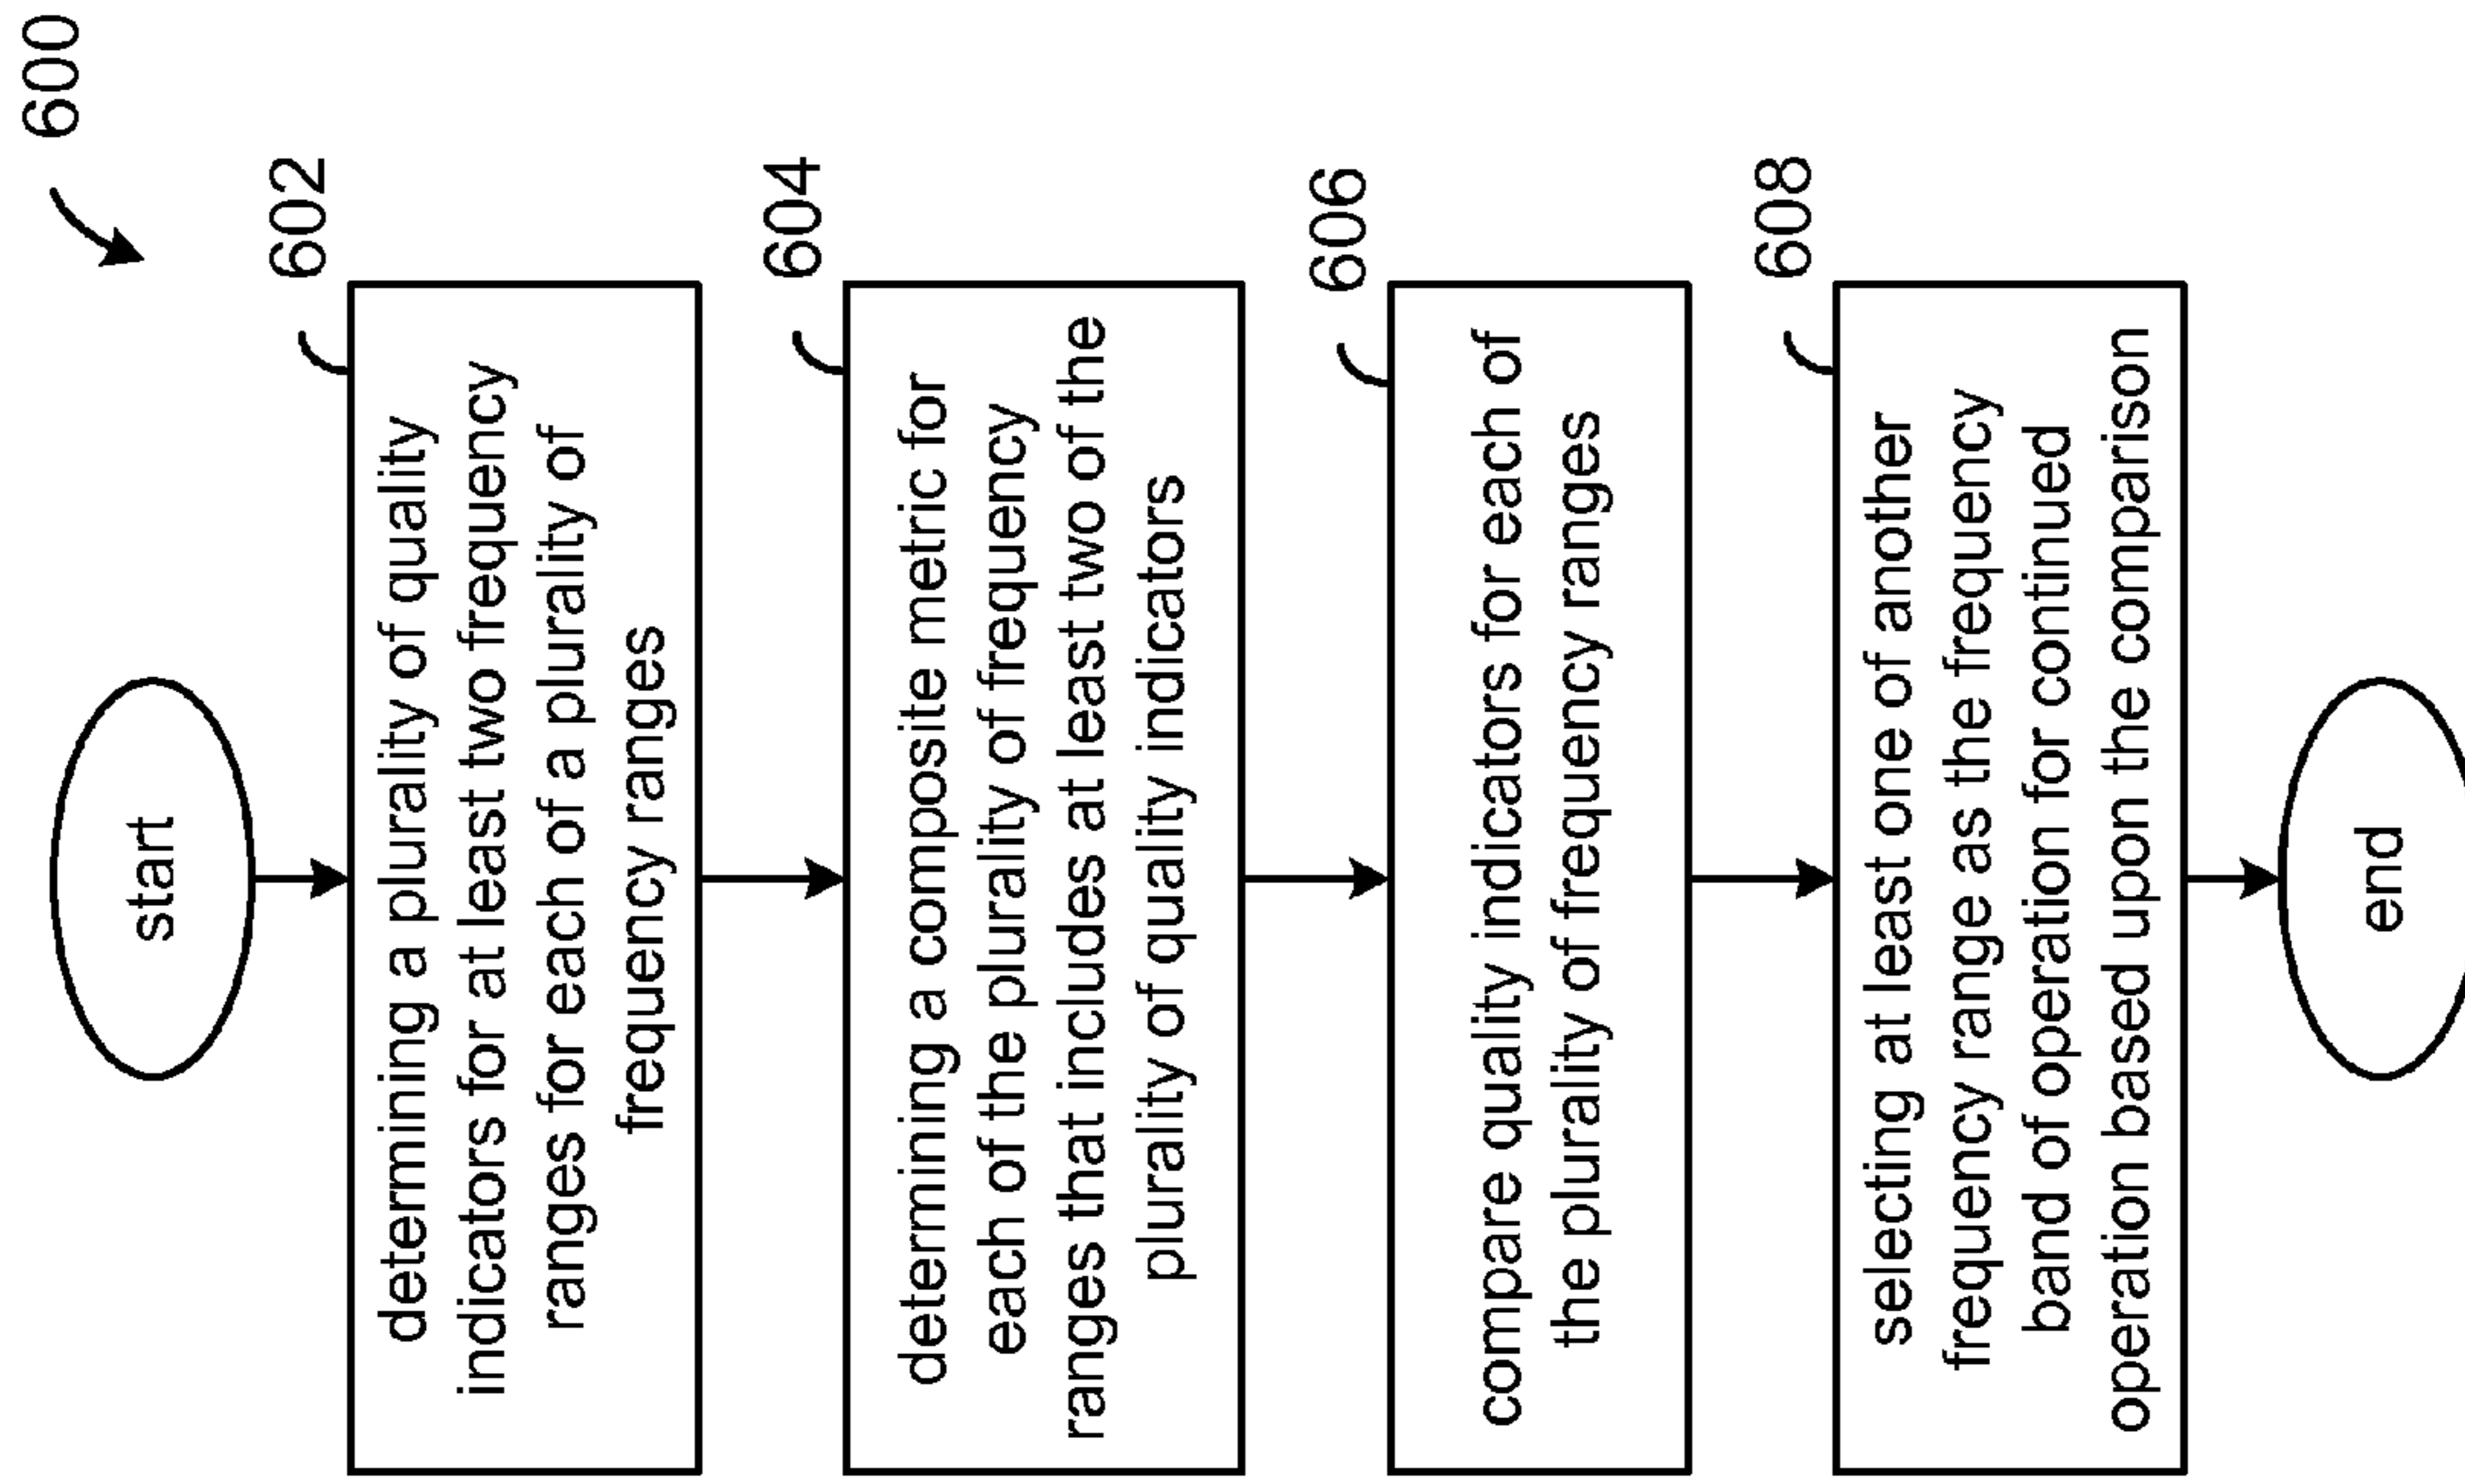 600
start
602
determining a plurality of quality
indicators for at least two frequency
ranges for each of a plurality of
frequency ranges
604
determining a composite metric for
each of the plurality of frequency
ranges that includes at least two of the
plurality of quality indicators
606
compare quality indicators for each of
the plurality of frequency ranges
608
selecting at least one of another
frequency range as the frequency
band of operation for continued
operation based upon the comparison
end